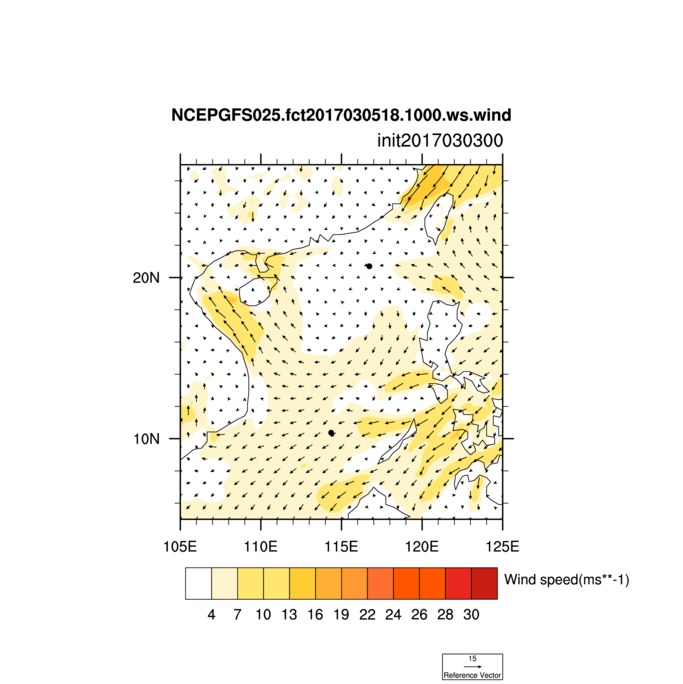 NCEPGFS025.fct2017030518.1000.ws.wind
init2017030300
20N
10N
105E 110E 115E 120E 125E
Wind speed(ms**-1)
4 7 10 13 16 19 22 24 26 28 30
15
Reference Vector